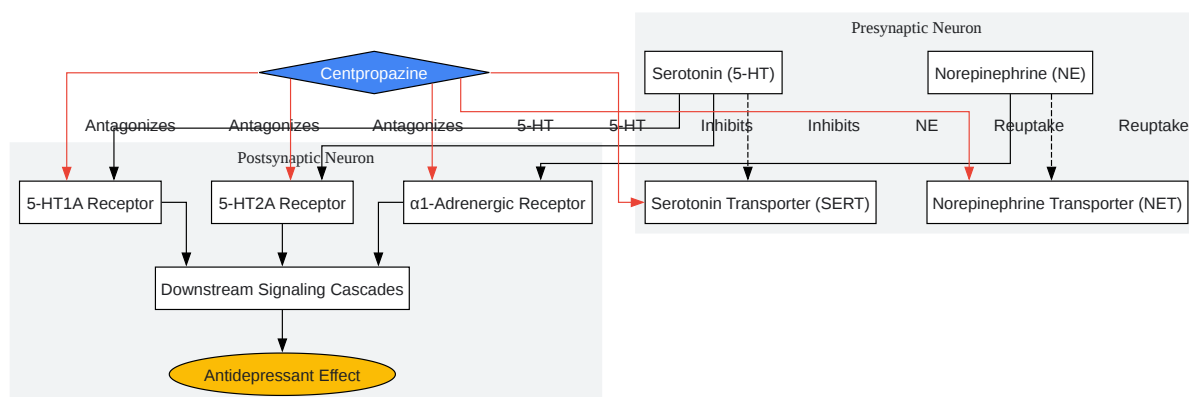 Presynaptic Neuron
Centpropazine
Serotonin (5-HT)
Norepinephrine (NE)
Antagonizes
Antagonizes
Antagonizes
5-HT
5-HT
Inhibits
Inhibits
NE
Reuptake
Reuptake
Postsynaptic Neuron
5-HT1A Receptor
5-HT2A Receptor
α1-Adrenergic Receptor
Serotonin Transporter (SERT)
Norepinephrine Transporter (NET)
Downstream Signaling Cascades
Antidepressant Effect